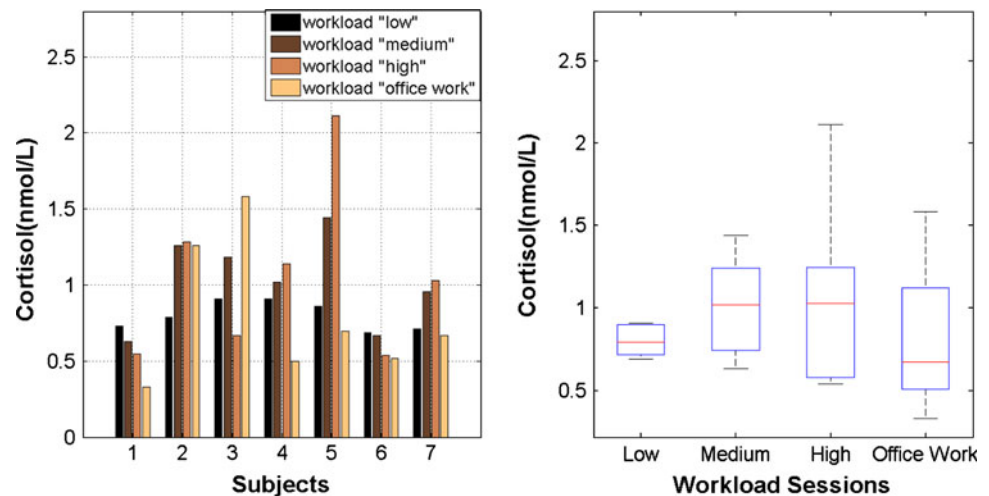 workload "low"
workload "medium"
workload "high"
workload "office work"
2.5
2
1.5
1
0.5
0
Cortisol(nmol/L)
1 2 3 4 5 6 7
Subjects
2.5
2
1.5
1
0.5
Cortisol(nmol/L)
Low Medium High Office Work
Workload Sessions